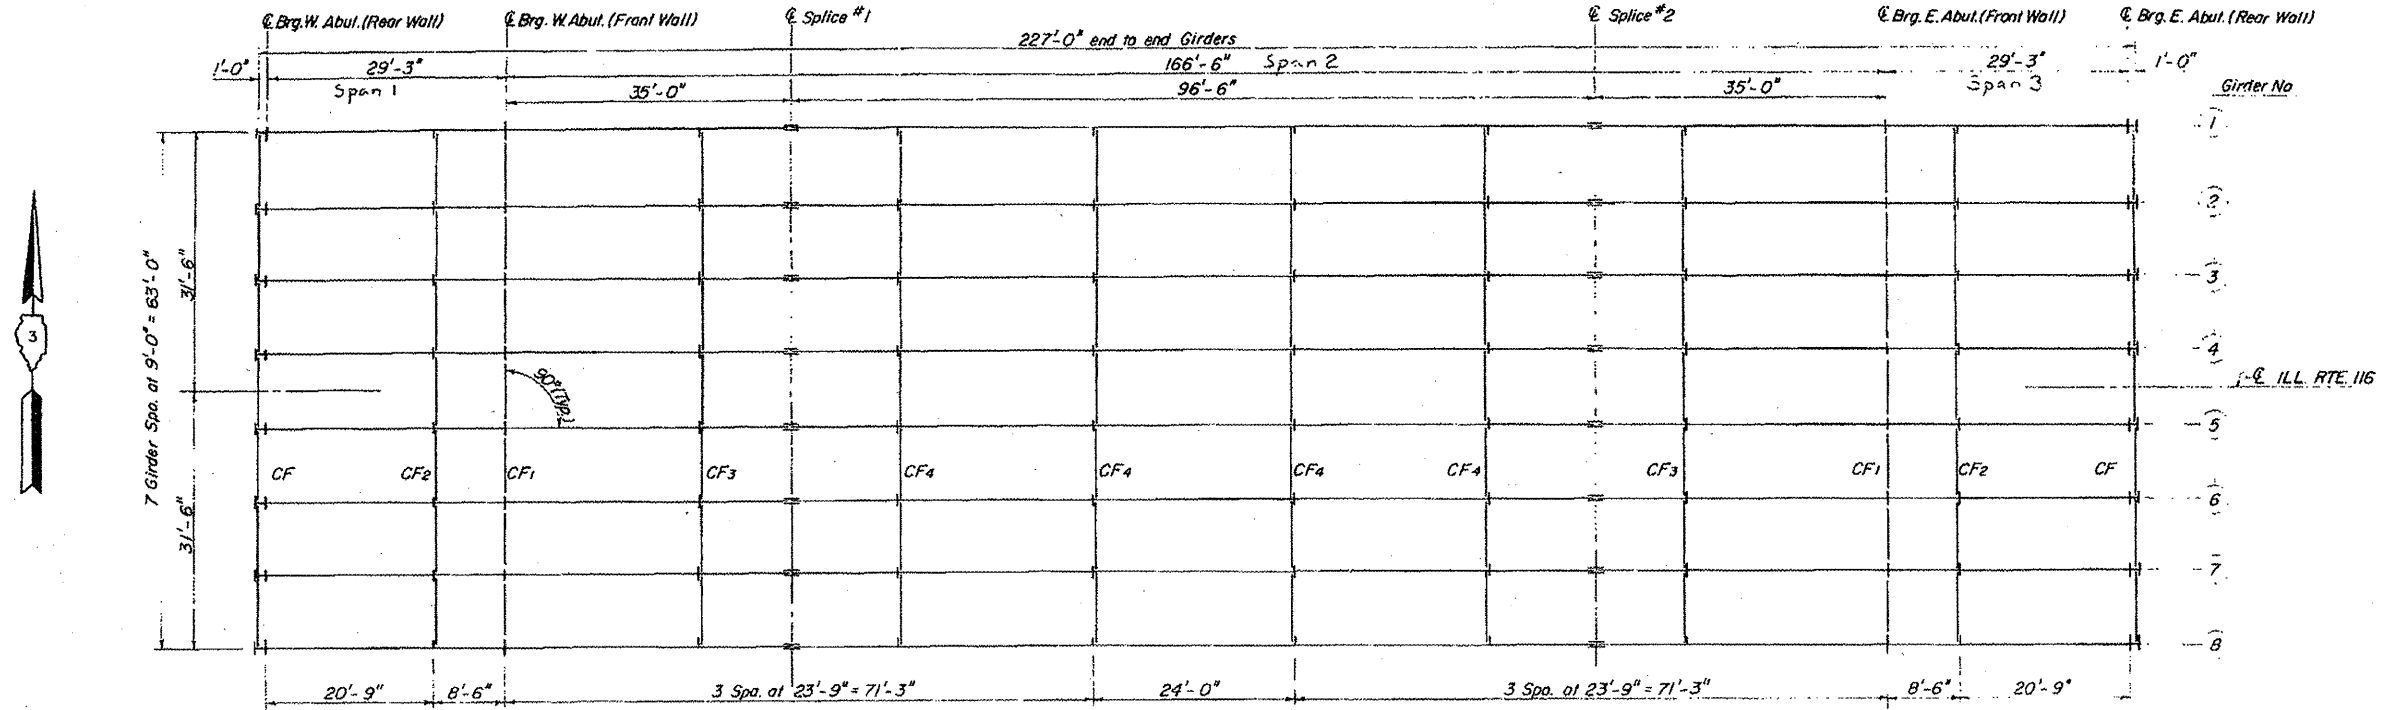 ℄ Brg. W. Abut. (Rear Wall)
℄ Brg. W. Abut. (Front Wall)
℄ Splice #1
℄ Splice #2
℄ Brg. E. Abut. (Front Wall)
℄ Brg. E. Abut. (Rear Wall)
227'-0" end to end Girders
1'-0"
29'-3"
166'-6" Span 2
29'-3"
1'-0"
Span 1
35'-0"
96'-6"
35'-0"
Span 3
Girder No
1
2
3
4
℄ ILL. RTE. 116
5
6
7
8
7 Girder Spa. at 9'-0" = 63'-0"
31'-6"
31'-6"
3
90° (TYP.)
CF
CF2
CF1
CF3
CF4
CF4
CF4
CF4
CF3
CF1
CF2
CF
20'-9"
8'-6"
3 Spa. at 23'-9" = 71'-3"
24'-0"
3 Spa. at 23'-9" = 71'-3"
8'-6"
20'-9"